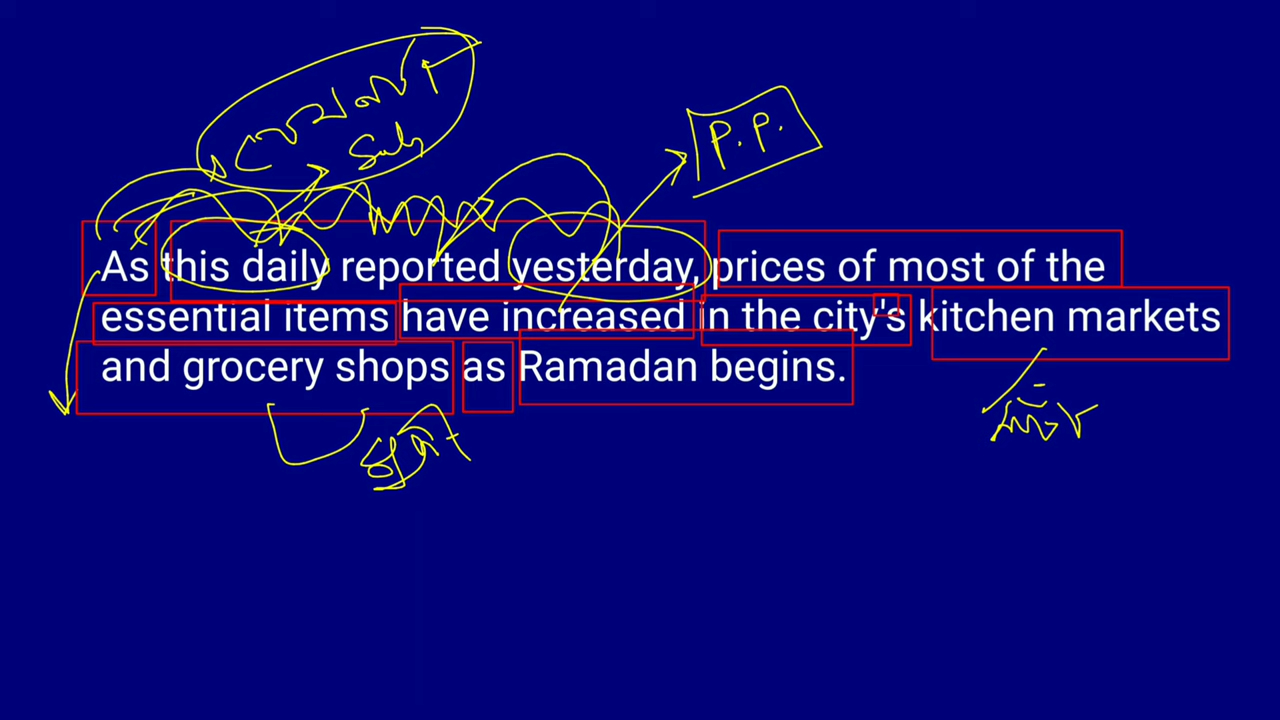 Sub
P.P.
As this daily reported yesterday, prices of most of the
essential items have increased in the city's kitchen markets
and grocery shops as Ramadan begins.